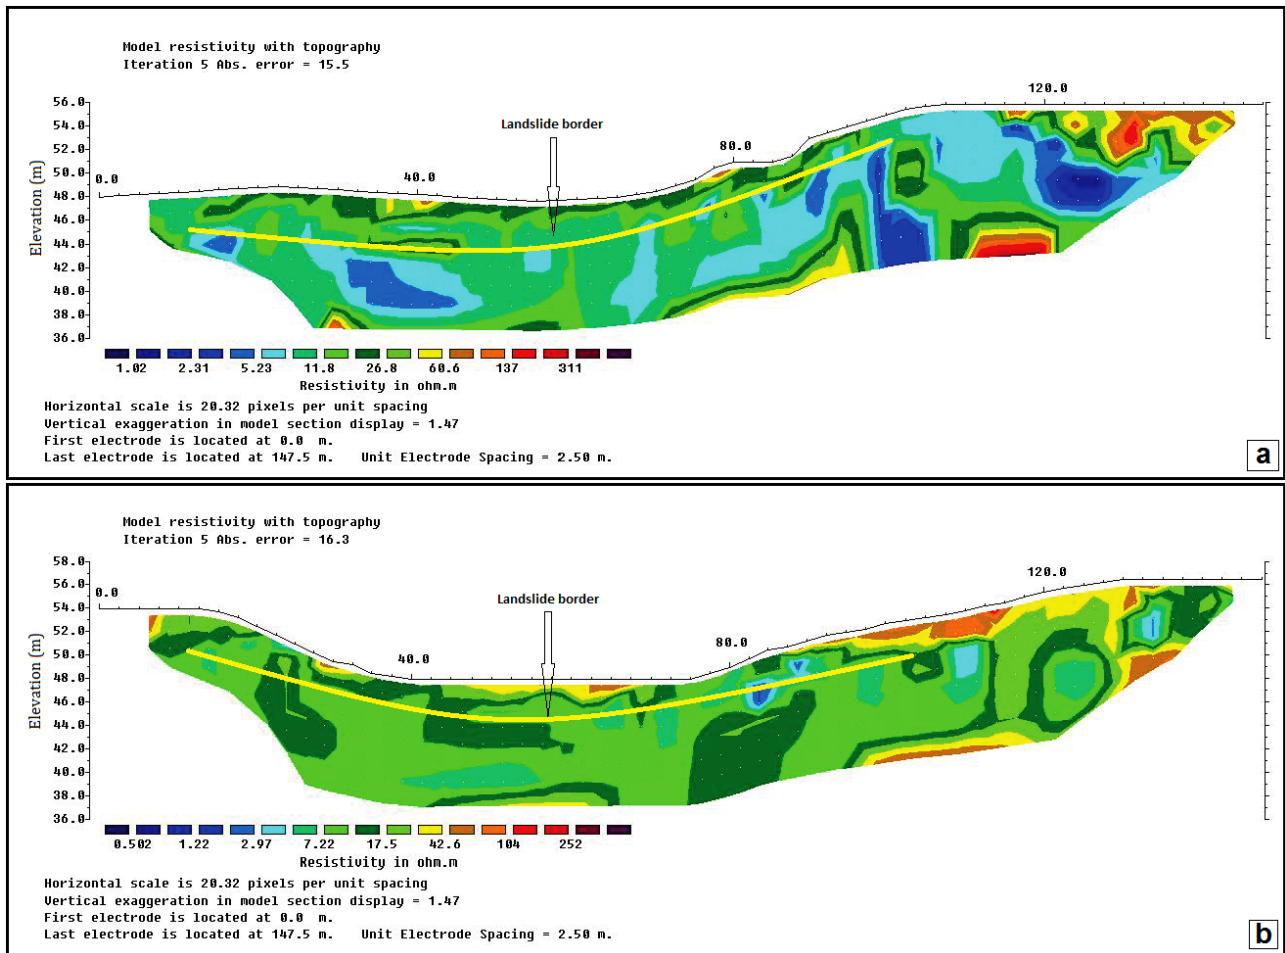 Model resistivity with topography
Iteration 5 Abs. error = 15.5
120.0
56.0
54.0
Landslide border
52.0
80.0
50.0
0.0
40.0
48.0
46.0
44.0
42.0
40.0
38.0
36.0
Elevation (m)
1.02 2.31 5.23 11.8 26.8 60.6 137 311
Resistivity in ohm.m
Horizontal scale is 20.32 pixels per unit spacing
Vertical exaggeration in model section display = 1.47
First electrode is located at 0.0 m.
Last electrode is located at 147.5 m. Unit Electrode Spacing = 2.50 m.
a
Model resistivity with topography
Iteration 5 Abs. error = 16.3
58.0
120.0
56.0
0.0
Landslide border
54.0
52.0
80.0
50.0
40.0
48.0
46.0
44.0
42.0
40.0
38.0
36.0
Elevation (m)
0.502 1.22 2.97 7.22 17.5 42.6 104 252
Resistivity in ohm.m
Horizontal scale is 20.32 pixels per unit spacing
Vertical exaggeration in model section display = 1.47
First electrode is located at 0.0 m.
Last electrode is located at 147.5 m. Unit Electrode Spacing = 2.50 m.
b